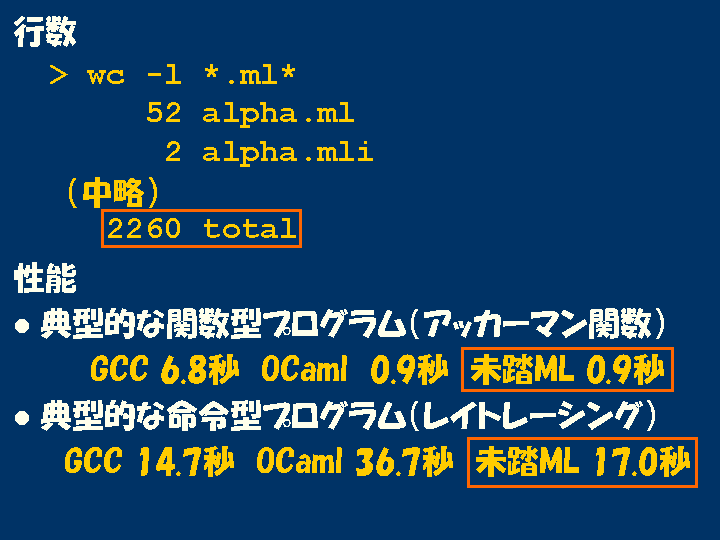 行数
> wc -l *.ml*
52 alpha.ml
2 alpha.mli
(中略)
2260 total
性能
● 典型的な関数型プログラム(アッカーマン関数)
GCC 6.8秒 OCaml 0.9秒 未踏ML 0.9秒
● 典型的な命令型プログラム(レイトレーシング)
GCC 14.7秒 OCaml 36.7秒 未踏ML 17.0秒